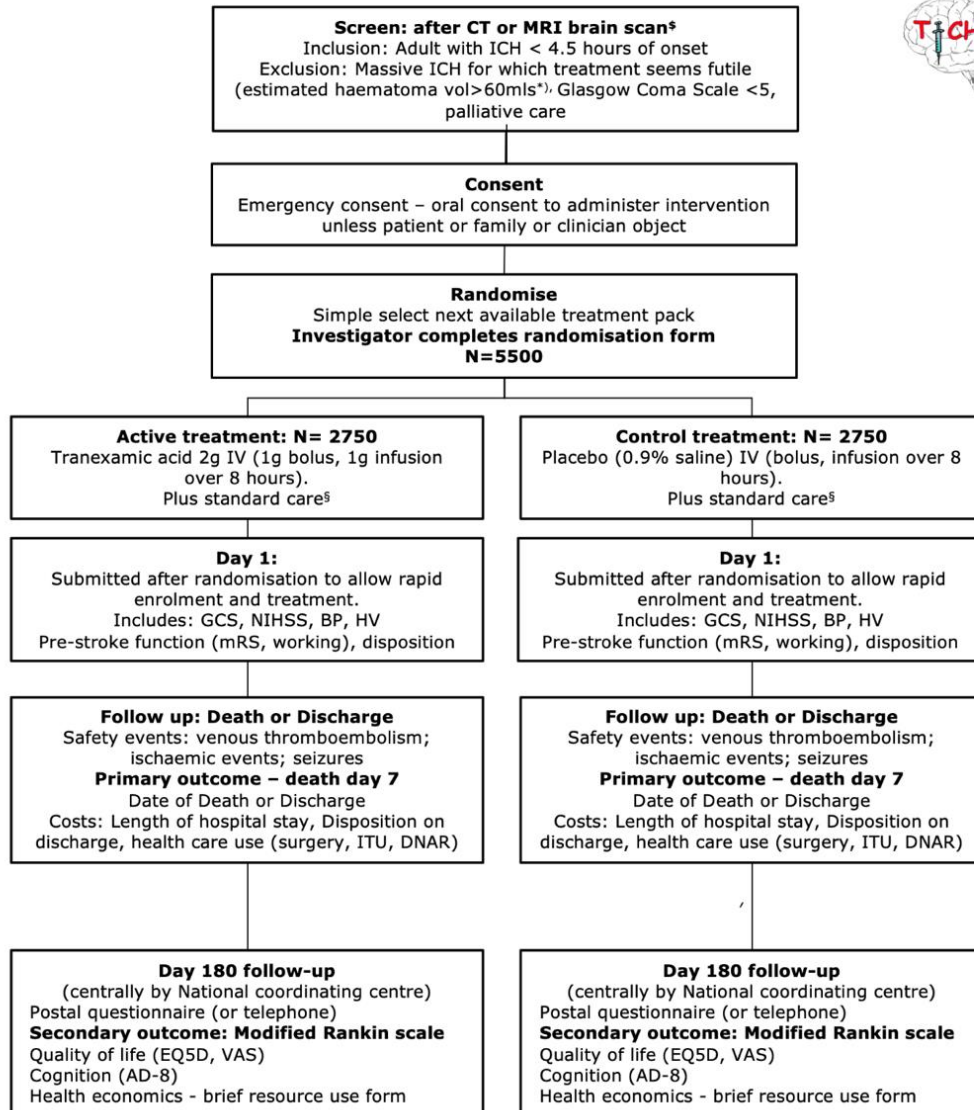 Screen: after CT or MRI brain scan$
Inclusion: Adult with ICH < 4.5 hours of onset
Exclusion: Massive ICH for which treatment seems futile
(estimated haematoma vol>60mls*), Glasgow Coma Scale <5,
palliative care
TICH
Consent
Emergency consent – oral consent to administer intervention
unless patient or family or clinician object
Randomise
Simple select next available treatment pack
Investigator completes randomisation form
N=5500
Active treatment: N= 2750
Tranexamic acid 2g IV (1g bolus, 1g infusion
over 8 hours).
Plus standard care§
Control treatment: N= 2750
Placebo (0.9% saline) IV (bolus, infusion over 8
hours).
Plus standard care§
Day 1:
Submitted after randomisation to allow rapid
enrolment and treatment.
Includes: GCS, NIHSS, BP, HV
Pre-stroke function (mRS, working), disposition
Day 1:
Submitted after randomisation to allow rapid
enrolment and treatment.
Includes: GCS, NIHSS, BP, HV
Pre-stroke function (mRS, working), disposition
Follow up: Death or Discharge
Safety events: venous thromboembolism;
ischaemic events; seizures
Primary outcome – death day 7
Date of Death or Discharge
Costs: Length of hospital stay, Disposition on
discharge, health care use (surgery, ITU, DNAR)
Follow up: Death or Discharge
Safety events: venous thromboembolism;
ischaemic events; seizures
Primary outcome – death day 7
Date of Death or Discharge
Costs: Length of hospital stay, Disposition on
discharge, health care use (surgery, ITU, DNAR)
Day 180 follow-up
(centrally by National coordinating centre)
Postal questionnaire (or telephone)
Secondary outcome: Modified Rankin scale
Quality of life (EQ5D, VAS)
Cognition (AD-8)
Health economics - brief resource use form
Day 180 follow-up
(centrally by National coordinating centre)
Postal questionnaire (or telephone)
Secondary outcome: Modified Rankin scale
Quality of life (EQ5D, VAS)
Cognition (AD-8)
Health economics - brief resource use form